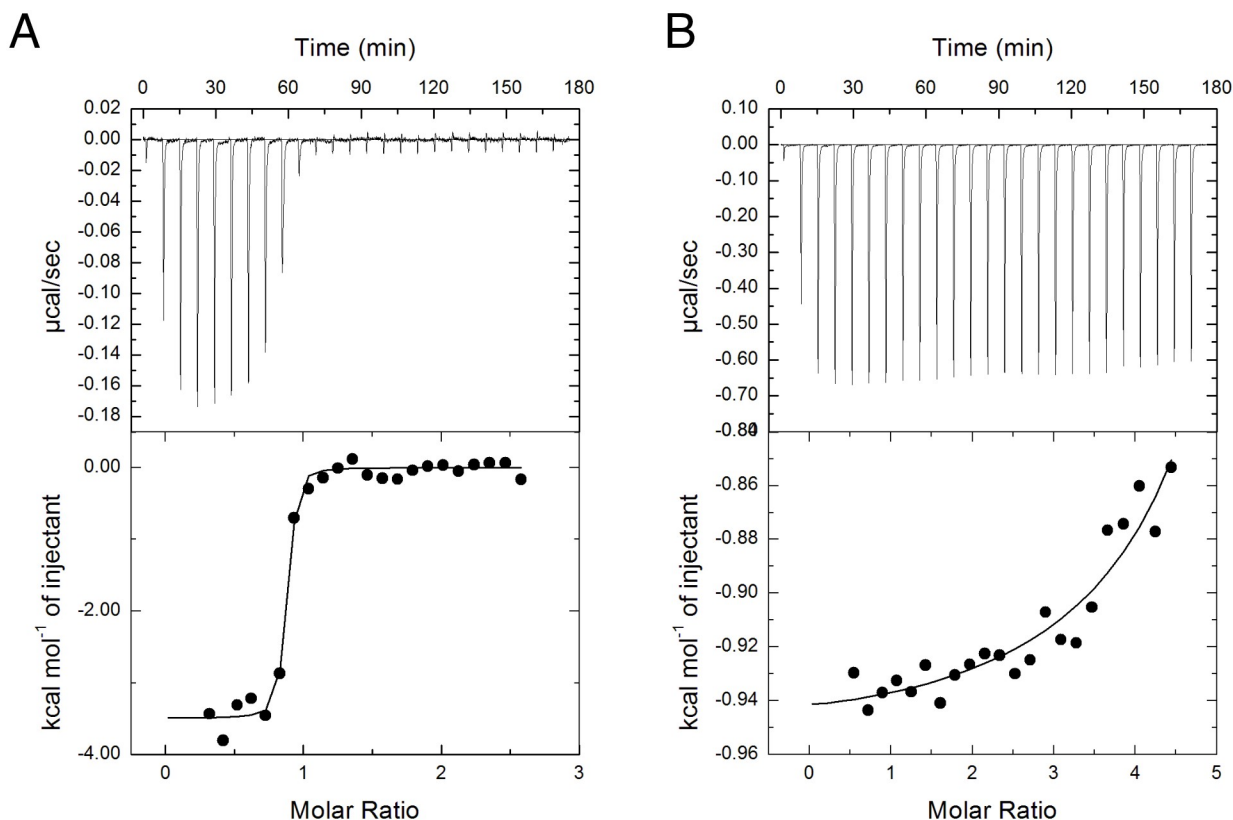 A
Time (min)
0 30 60 90 120 150 180
0.02
0.00
-0.02
-0.04
-0.06
-0.08
-0.10
-0.12
-0.14
-0.16
-0.18
µcal/sec
0.00
-2.00
-4.00
kcal mol⁻¹ of injectant
0 1 2 3
Molar Ratio
B
Time (min)
0 30 60 90 120 150 180
0.10
0.00
-0.10
-0.20
-0.30
-0.40
-0.50
-0.60
-0.70
-0.80
µcal/sec
-0.84
-0.86
-0.88
-0.90
-0.92
-0.94
-0.96
kcal mol⁻¹ of injectant
0 1 2 3 4 5
Molar Ratio